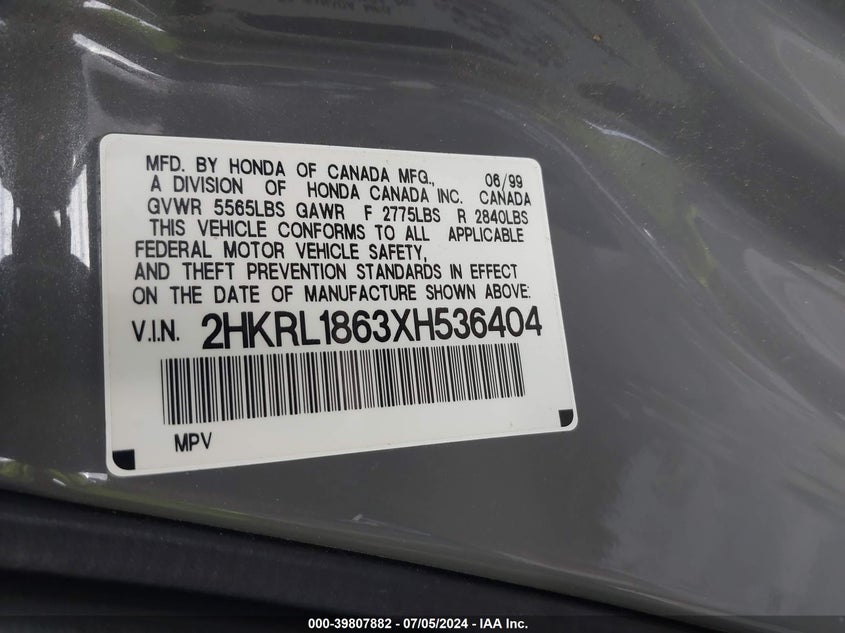 MFD. BY HONDA OF CANADA MFG., 06/99
A DIVISION OF HONDA CANADA INC. CANADA
GVWR 5565LBS GAWR F 2775LBS R 2840LBS
THIS VEHICLE CONFORMS TO ALL APPLICABLE
FEDERAL MOTOR VEHICLE SAFETY,
AND THEFT PREVENTION STANDARDS IN EFFECT
ON THE DATE OF MANUFACTURE SHOWN ABOVE:
V.I.N. 2HKRL1863XH536404
MPV
000-39807882 - 07/05/2024 - IAA Inc.